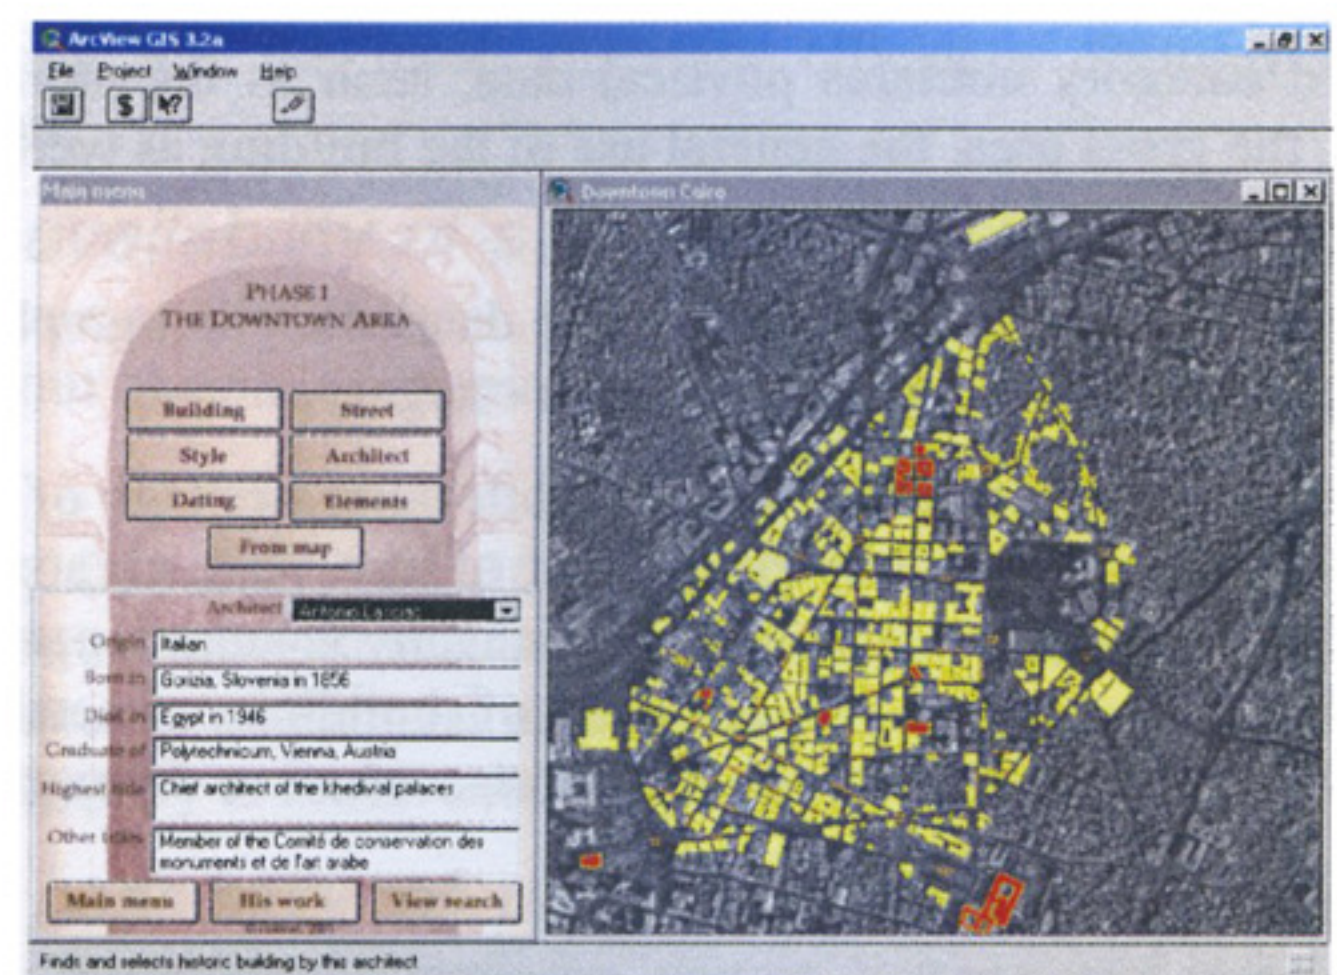 ArcView GIS 3.2a
File Project Window Help
$ ?
Main menu
Downtown Cairo
PHASE I
THE DOWNTOWN AREA
Building Street
Style Architect
Dating Elements
From map
Architect Antonio Lasciac
Origin Italian
Born in Gorizia, Slovenia in 1856
Died in Egypt in 1946
Graduate of Polytechnicum, Vienna, Austria
Highest title Chief architect of the khedivial palaces
Other titles Member of the Comité de conservation des
monuments et de l'art arabe
Main menu His work View search
Finds and selects historic building by this architect